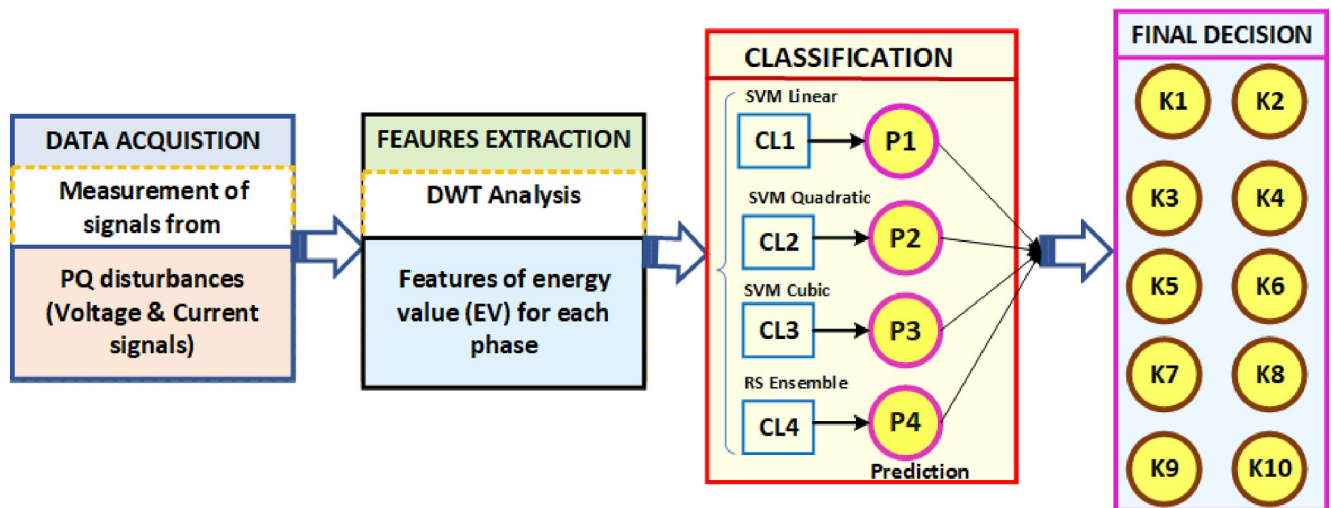 DATA ACQUISTION
Measurement of
signals from
PQ disturbances
(Voltage & Current
signals)
FEAURES EXTRACTION
DWT Analysis
Features of energy
value (EV) for each
phase
CLASSIFICATION
SVM Linear
CL1
P1
SVM Quadratic
CL2
P2
SVM Cubic
CL3
P3
RS Ensemble
CL4
P4
Prediction
FINAL DECISION
K1 K2
K3 K4
K5 K6
K7 K8
K9 K10